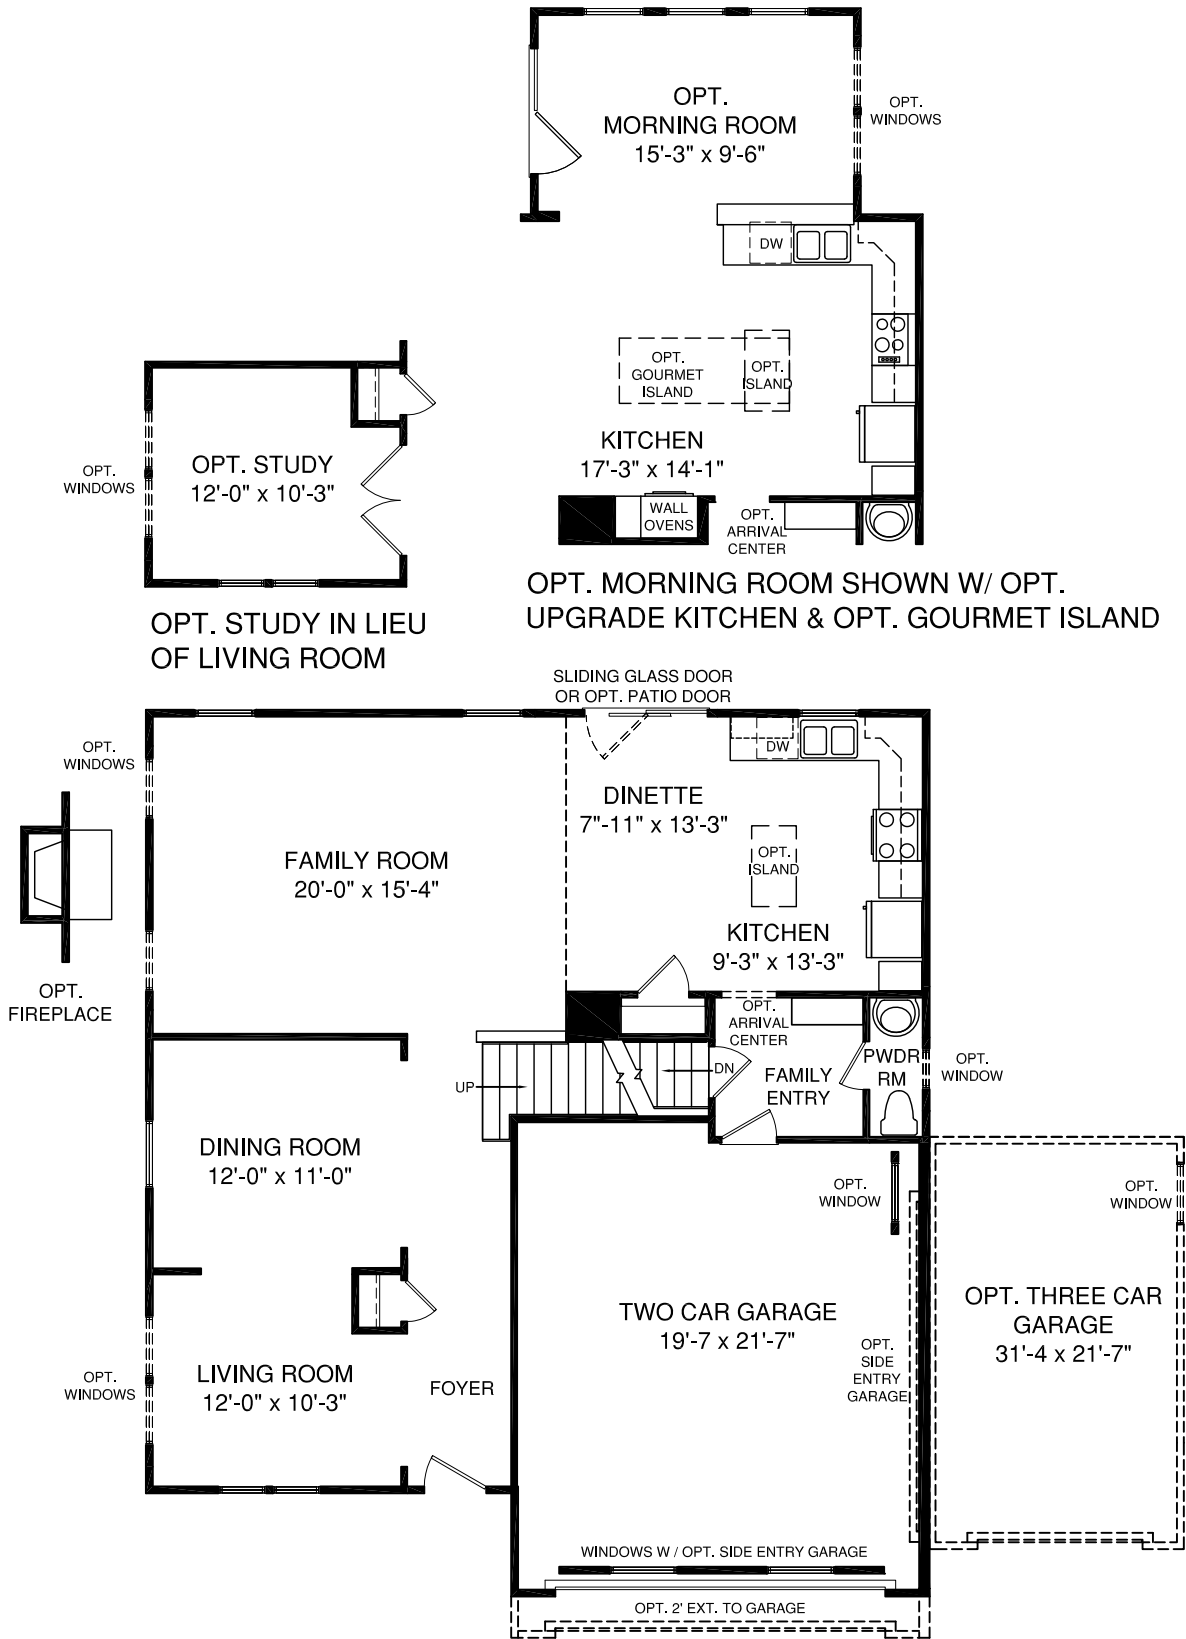 OPT.
MORNING ROOM
15'-3" x 9'-6"
OPT.
WINDOWS
DW
OPT.
GOURMET
ISLAND
OPT.
ISLAND
KITCHEN
17'-3" x 14'-1"
WALL
OVENS
OPT.
ARRIVAL
CENTER
OPT. MORNING ROOM SHOWN W/ OPT.
UPGRADE KITCHEN & OPT. GOURMET ISLAND
OPT.
WINDOWS
OPT. STUDY
12'-0" x 10'-3"
OPT. STUDY IN LIEU
OF LIVING ROOM
SLIDING GLASS DOOR
OR OPT. PATIO DOOR
OPT.
WINDOWS
DW
DINETTE
7"-11" x 13'-3"
FAMILY ROOM
20'-0" x 15'-4"
OPT.
ISLAND
KITCHEN
9'-3" x 13'-3"
OPT.
FIREPLACE
OPT.
ARRIVAL
CENTER
UP
DN
FAMILY
ENTRY
PWDR
RM
OPT.
WINDOW
DINING ROOM
12'-0" x 11'-0"
OPT.
WINDOW
OPT.
WINDOW
TWO CAR GARAGE
19'-7 x 21'-7"
OPT. THREE CAR
GARAGE
31'-4 x 21'-7"
OPT.
SIDE
ENTRY
GARAGE
OPT.
WINDOWS
LIVING ROOM
12'-0" x 10'-3"
FOYER
WINDOWS W / OPT. SIDE ENTRY GARAGE
OPT. 2' EXT. TO GARAGE